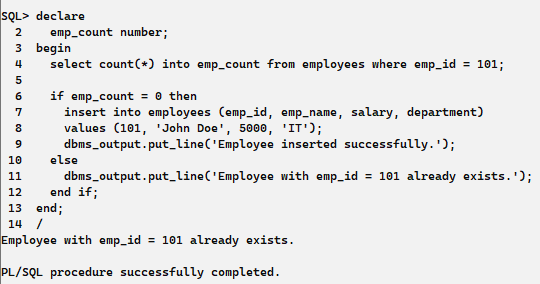 SQL> declare
  2    emp_count number;
  3  begin
  4    select count(*) into emp_count from employees where emp_id = 101;
  5
  6    if emp_count = 0 then
  7      insert into employees (emp_id, emp_name, salary, department)
  8      values (101, 'John Doe', 5000, 'IT');
  9      dbms_output.put_line('Employee inserted successfully.');
 10    else
 11      dbms_output.put_line('Employee with emp_id = 101 already exists.');
 12    end if;
 13  end;
 14  /
Employee with emp_id = 101 already exists.

PL/SQL procedure successfully completed.